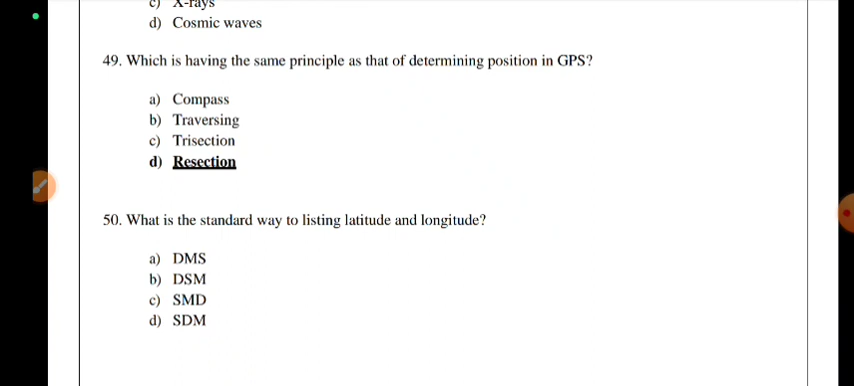 c) X-rays
d) Cosmic waves
49. Which is having the same principle as that of determining position in GPS?
a) Compass
b) Traversing
c) Trisection
d) Resection
50. What is the standard way to listing latitude and longitude?
a) DMS
b) DSM
c) SMD
d) SDM